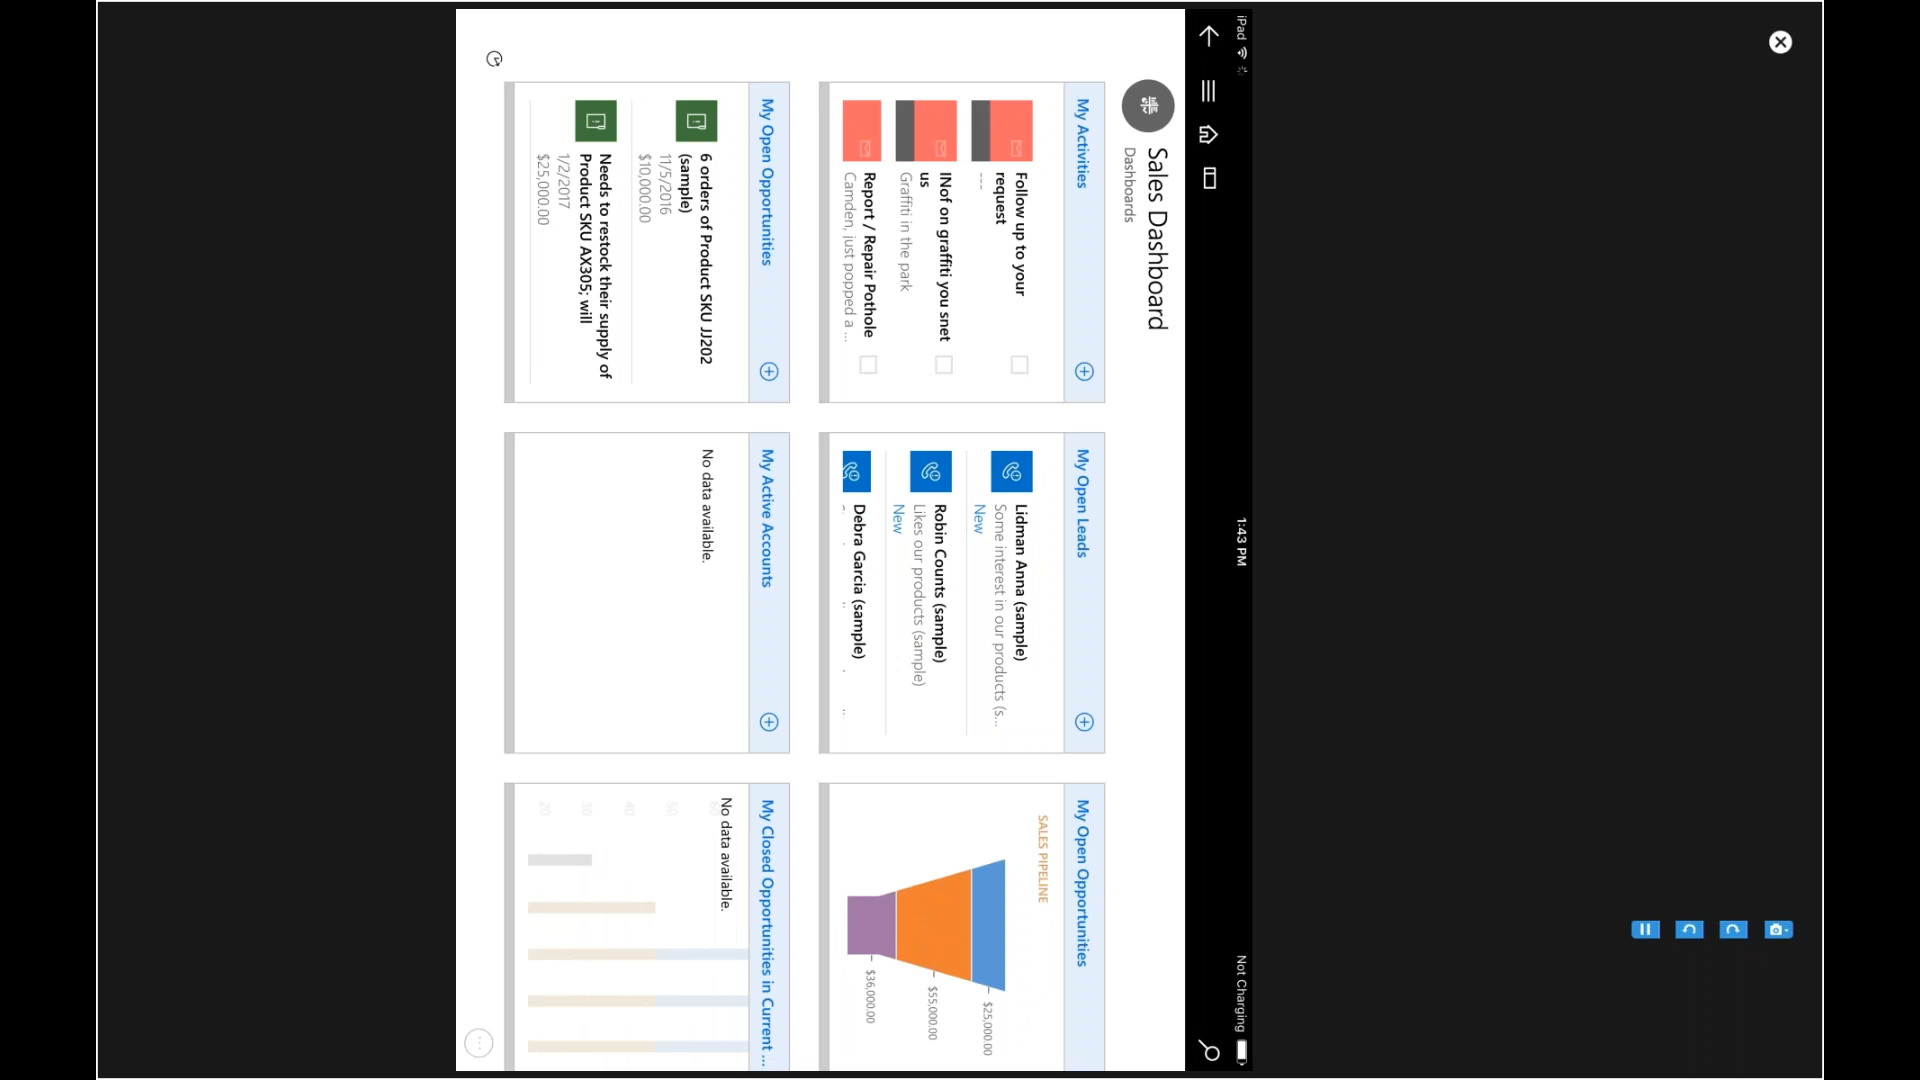 iPad
1:43 PM
Not Charging
Sales Dashboard
Dashboards
My Activities
Follow up to your
request
---
INof on graffiti you snet
us
Graffiti in the park
Report / Repair Pothole
Camden, just popped a ...
My Open Leads
Lidman Anna (sample)
Some interest in our products (s...
New
Robin Counts (sample)
Likes our products (sample)
New
Debra Garcia (sample)
My Open Opportunities
SALES PIPELINE
$25,000.00
$55,000.00
$36,000.00
My Open Opportunities
6 orders of Product SKU JJ202
(sample)
11/5/2016
$10,000.00
Needs to restock their supply of
Product SKU AX305; will
1/2/2017
$25,000.00
My Active Accounts
No data available.
My Closed Opportunities in Current ...
No data available.
60
50
40
30
20